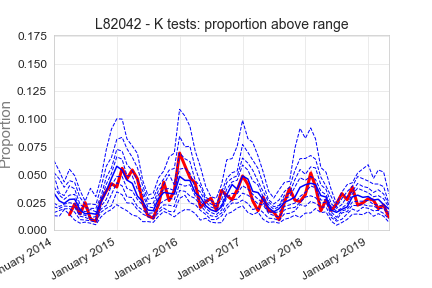 L82042 - K tests: proportion above range
Proportion
0.175
0.150
0.125
0.100
0.075
0.050
0.025
0.000
nuary 2014
January 2015
January 2016
January 2017
January 2018
January 2019